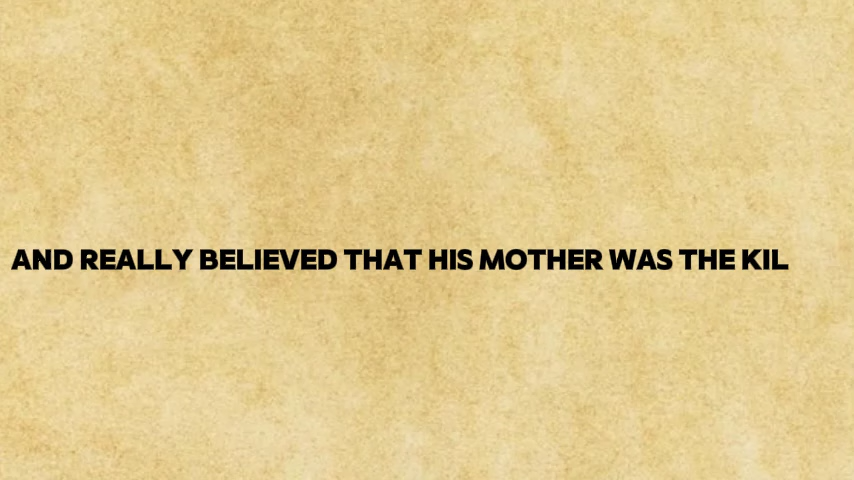 AND REALLY BELIEVED THAT HIS MOTHER WAS THE KIL